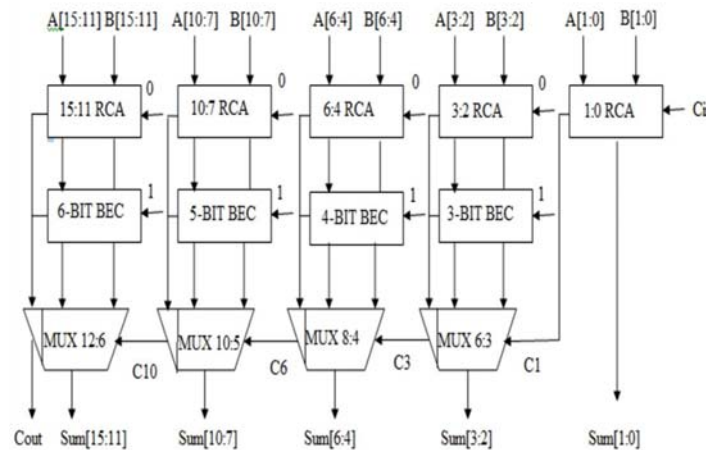 A[15:11] B[15:11] A[10:7] B[10:7] A[6:4] B[6:4] A[3:2] B[3:2] A[1:0] B[1:0]
0 0 0 0
15:11 RCA 10:7 RCA 6:4 RCA 3:2 RCA 1:0 RCA Ci
1 1 1 1
6-BIT BEC 5-BIT BEC 4-BIT BEC 3-BIT BEC
MUX 12:6 MUX 10:5 MUX 8:4 MUX 6:3
C10 C6 C3 C1
Cout Sum[15:11] Sum[10:7] Sum[6:4] Sum[3:2] Sum[1:0]